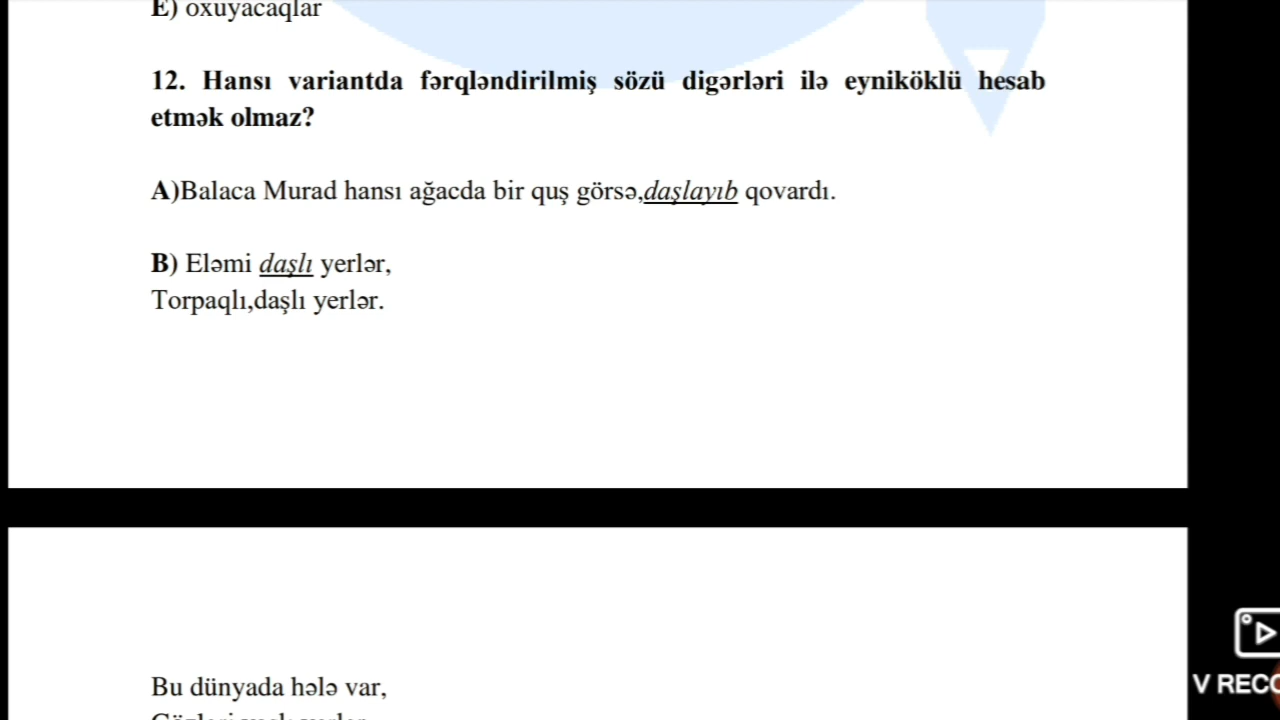 E) oxuyacaqlar
12. Hansı variantda fərqləndirilmiş sözü digərləri ilə eyniköklü hesab
etmək olmaz?
A)Balaca Murad hansı ağacda bir quş görsə,daşlayıb qovardı.
B) Eləmi daşlı yerlər,
Torpaqlı,daşlı yerlər.
Bu dünyada hələ var,
V RECO